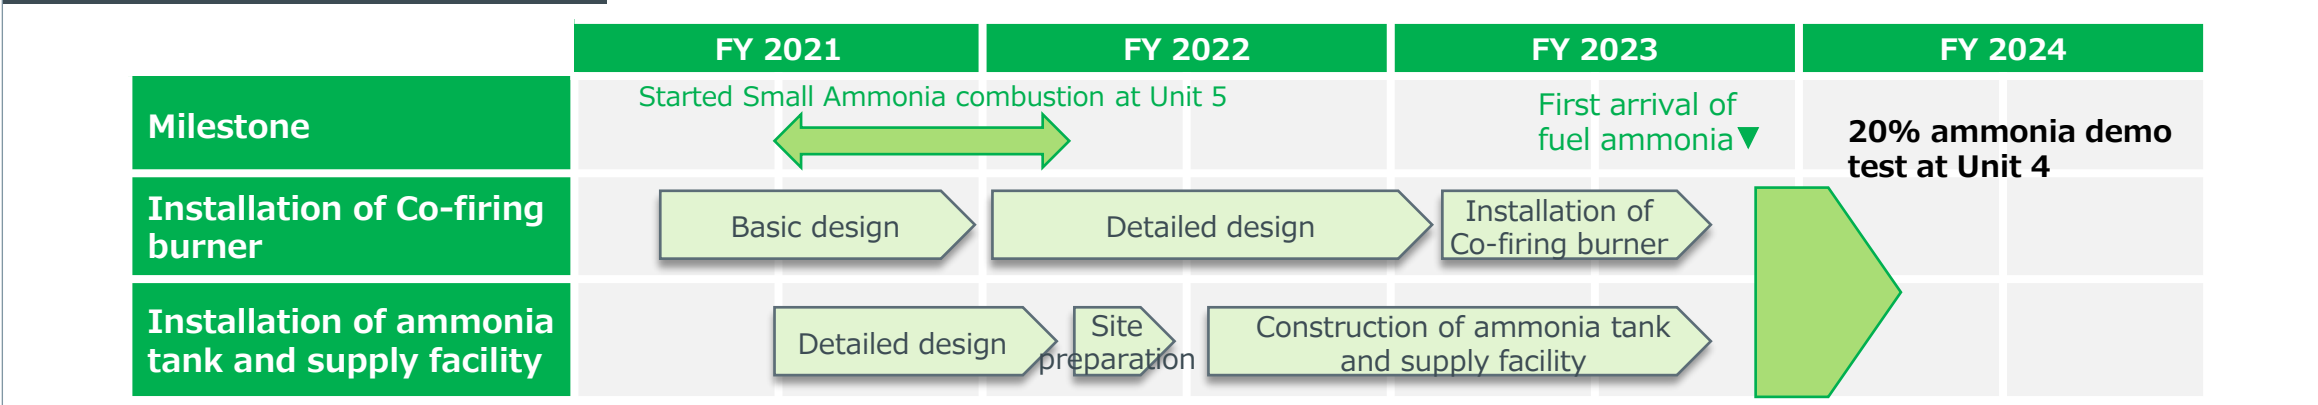 FY 2021
FY 2022
FY 2023
FY 2024
Milestone
Started Small Ammonia combustion at Unit 5
First arrival of
fuel ammonia▼
20% ammonia demo
test at Unit 4
Installation of Co-firing
burner
Basic design
Detailed design
Installation of
Co-firing burner
Installation of ammonia
tank and supply facility
Detailed design
Site
preparation
Construction of ammonia tank
and supply facility